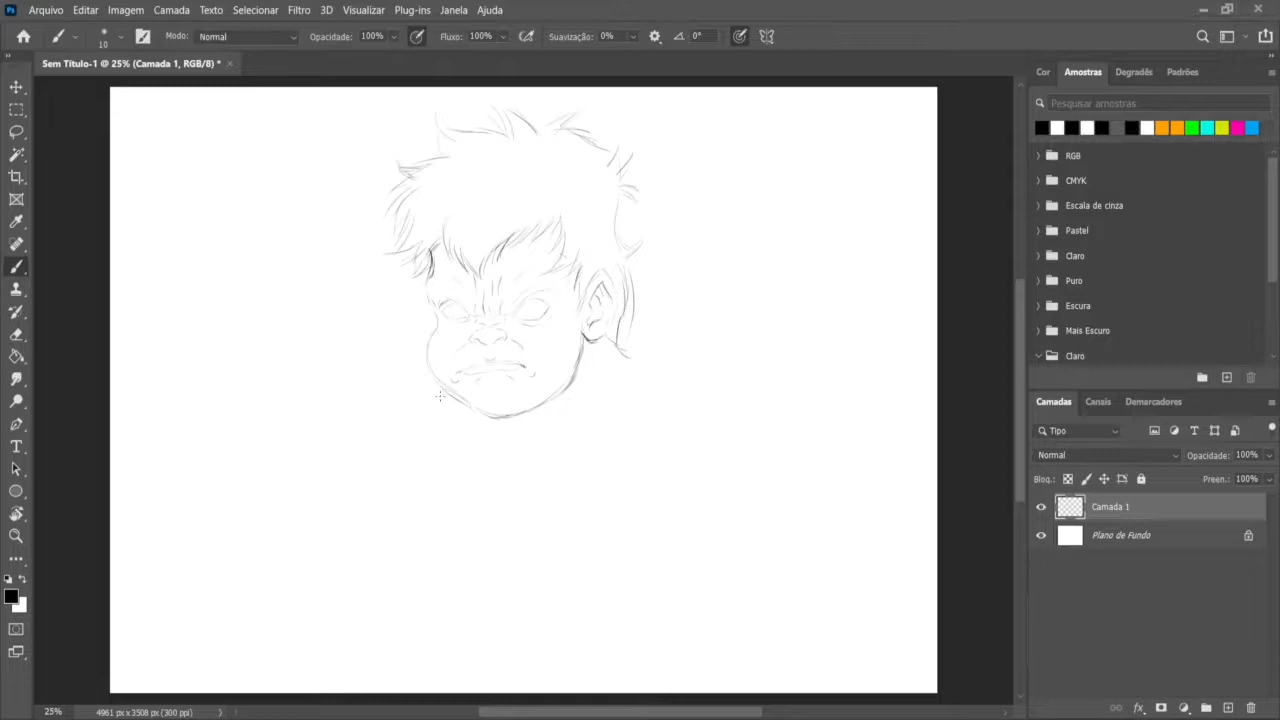 Ps Arquivo Editar Imagem Camada Texto Selecionar Filtro 3D Visualizar Plug-ins Janela Ajuda
10 Modo: Normal Opacidade: 100% Fluxo: 100% Suavização: 0% 0°
Sem Título-1 @ 25% (Camada 1, RGB/8) * ×
Cor Amostras Degradês Padrões
Pesquisar amostras
RGB
CMYK
Escala de cinza
Pastel
Claro
Puro
Escura
Mais Escuro
Claro
Camadas Canais Demarcadores
Tipo
Normal Opacidade: 100%
Bloq.: Preen.: 100%
Camada 1
Plano de Fundo
fx
25% 4961 px x 3508 px (300 ppi)